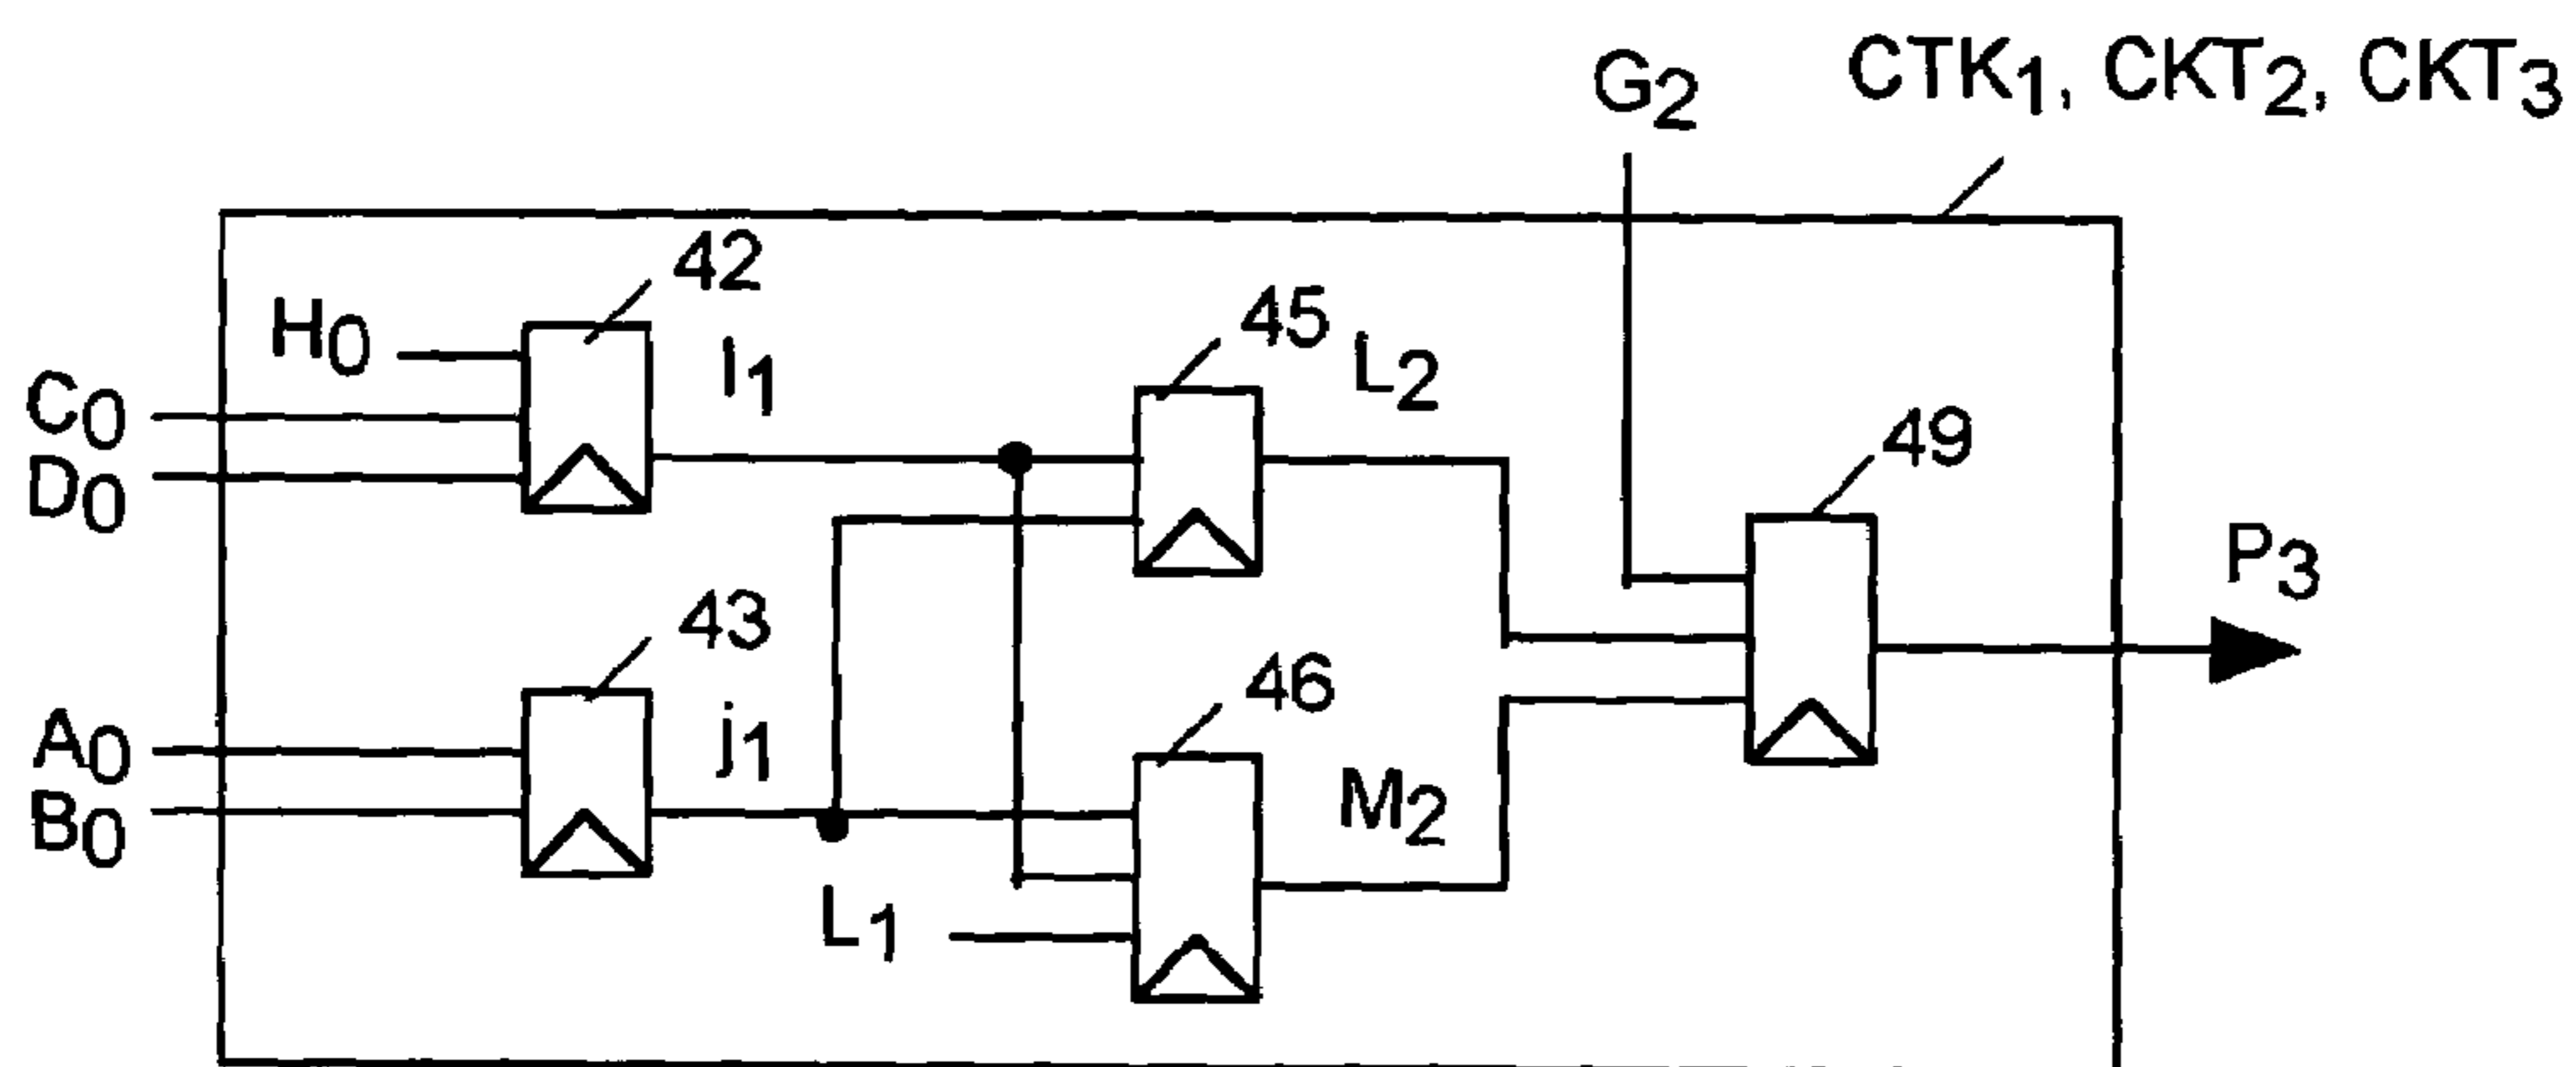 G2
CTK1, CKT2, CKT3
42
H0
I1
45
L2
C0
D0
49
43
P3
46
A0
j1
M2
B0
L1